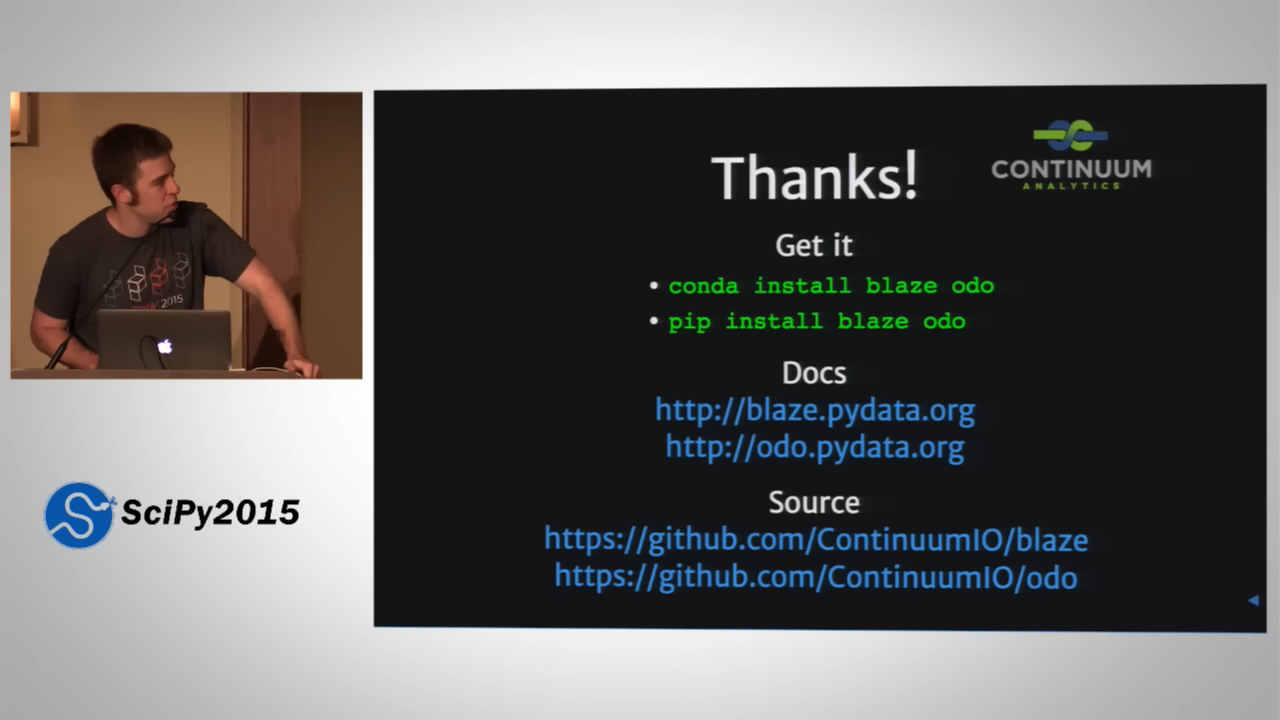 Thanks!
CONTINUUM
ANALYTICS
Get it
• conda install blaze odo
• pip install blaze odo
Docs
http://blaze.pydata.org
http://odo.pydata.org
Source
https://github.com/ContinuumIO/blaze
https://github.com/ContinuumIO/odo
2015
SciPy2015